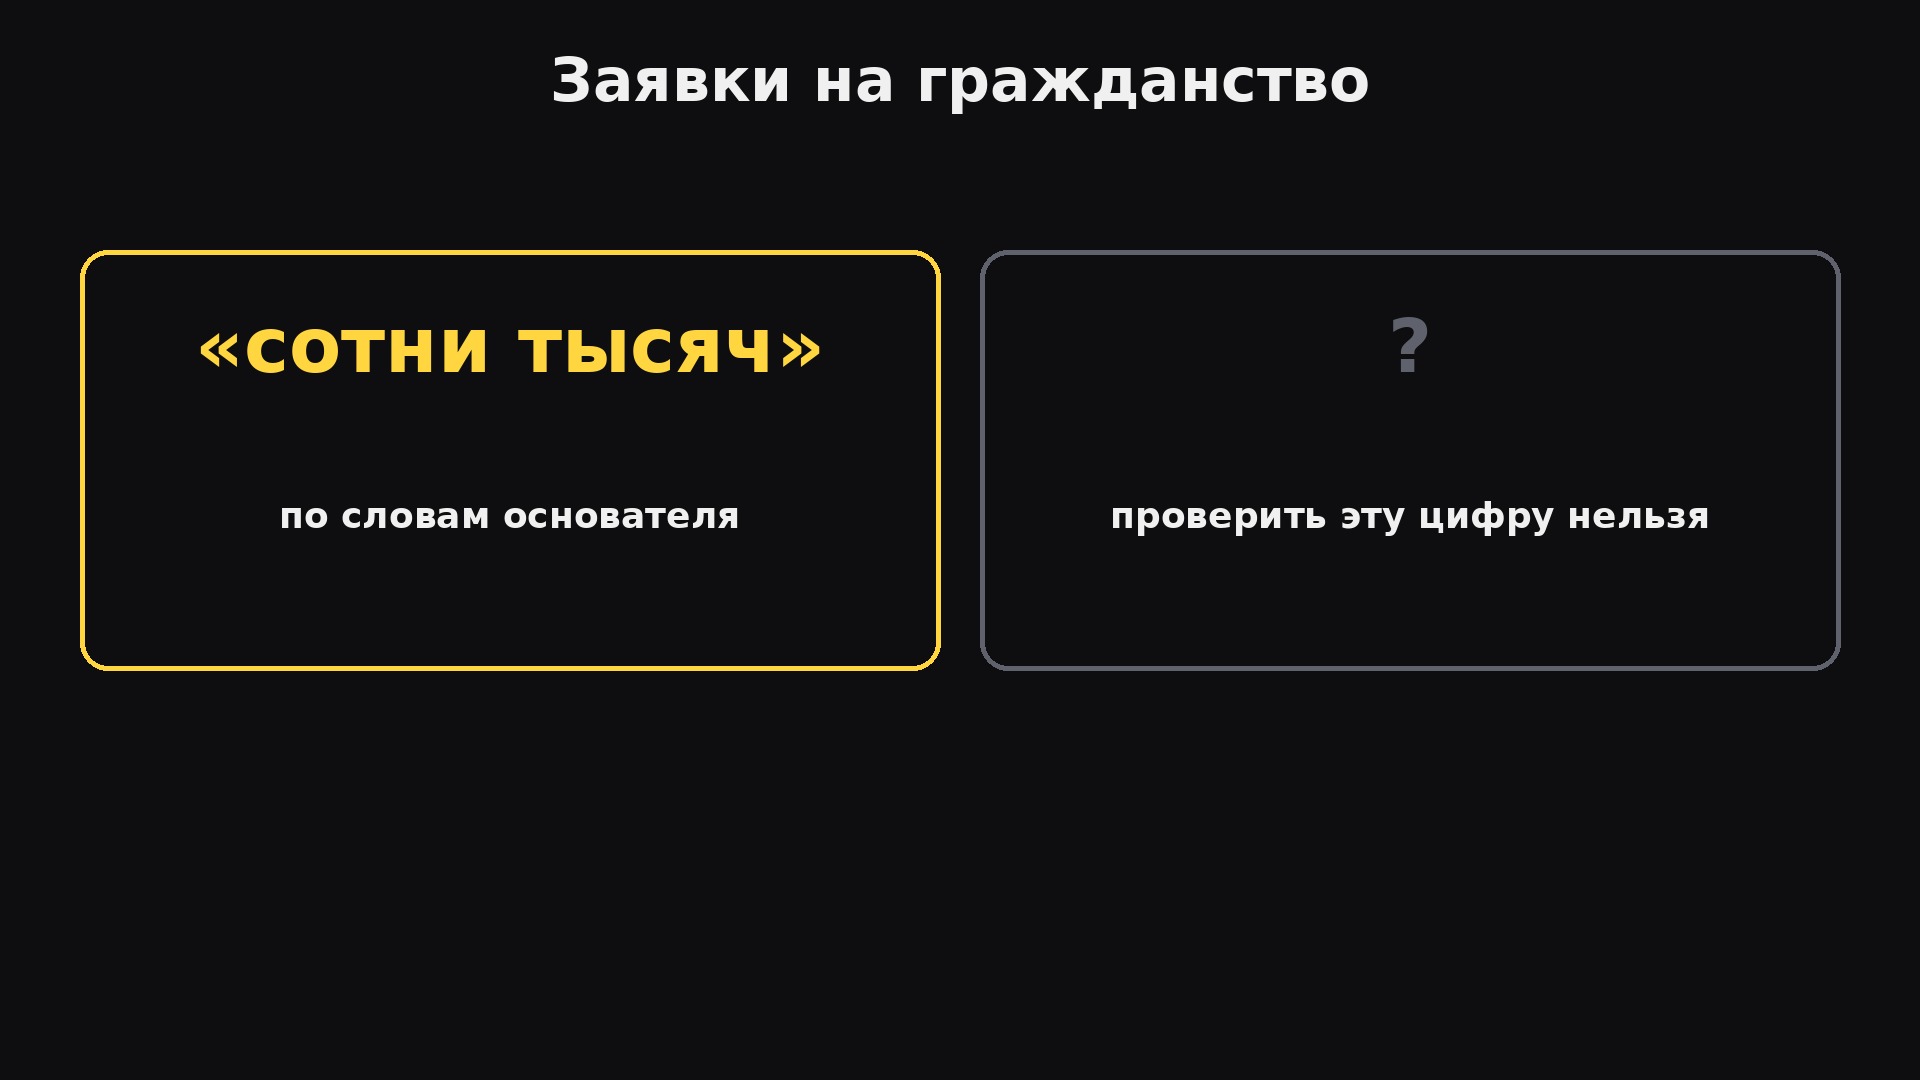 Заявки на гражданство
«сотни тысяч»
по словам основателя
?
проверить эту цифру нельзя